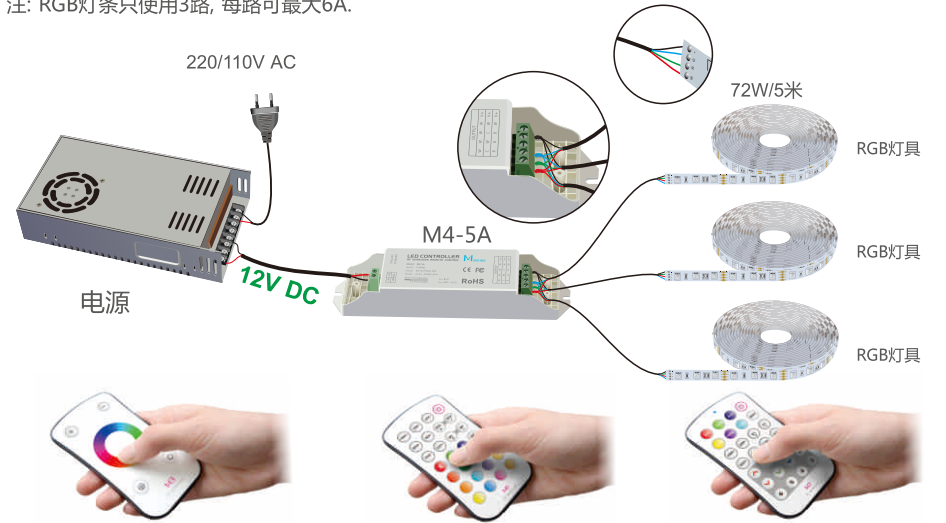 注: RGB灯条只使用3路, 每路可最大6A.
220/110V AC
72W/5米
RGB灯具
M4-5A
RGB灯具
LED CONTROLLER
CE FC
RoHS
12V DC
电源
RGB灯具